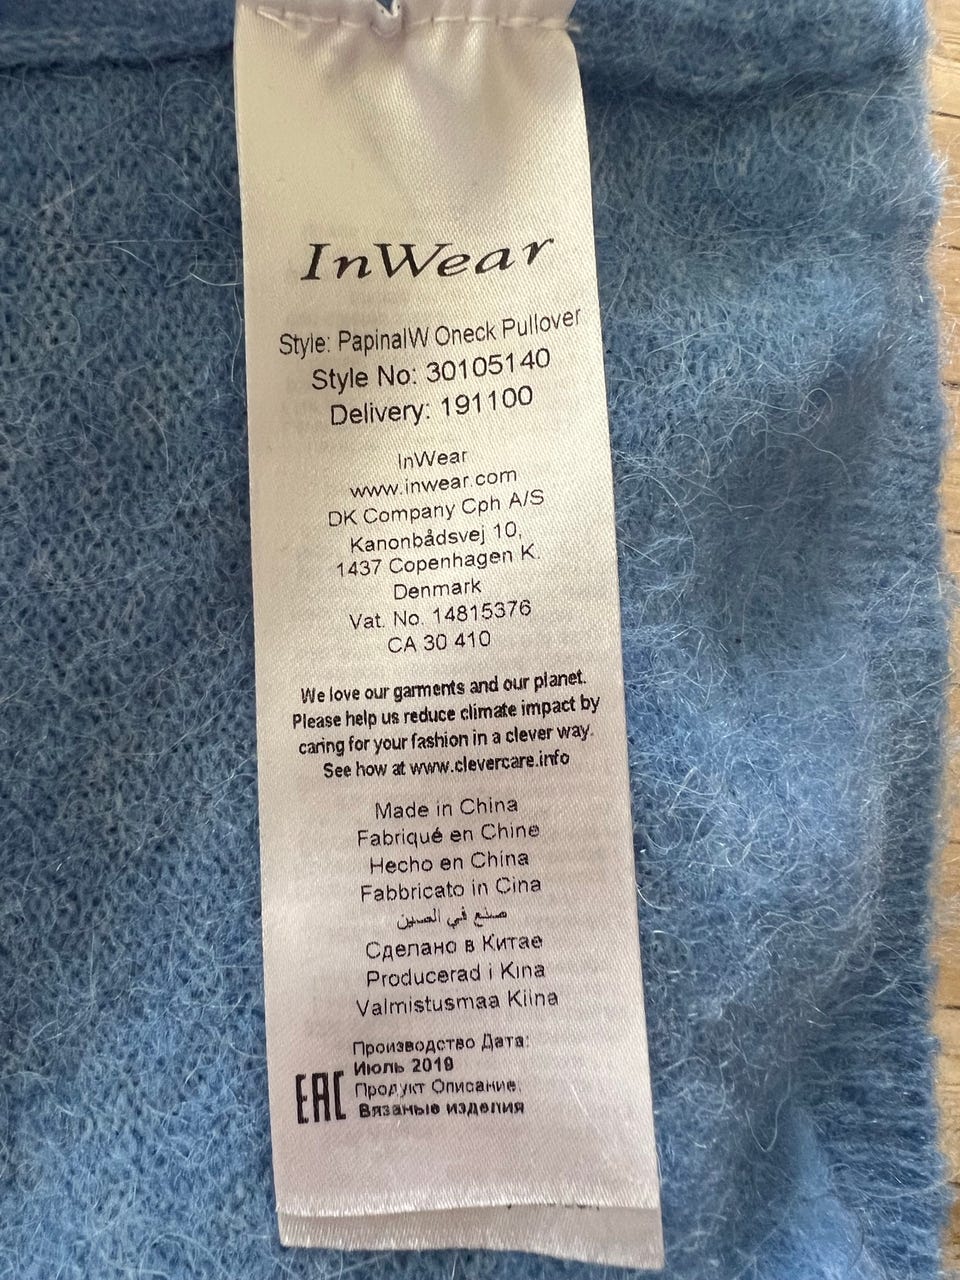 InWear
Style: PapinaIW Oneck Pullover
Style No: 30105140
Delivery: 191100
InWear
www.inwear.com
DK Company Cph A/S
Kanonbådsvej 10,
1437 Copenhagen K.
Denmark
Vat. No. 14815376
CA 30 410
We love our garments and our planet.
Please help us reduce climate impact by
caring for your fashion in a clever way.
See how at www.clevercare.info
Made in China
Fabriqué en Chine
Hecho en China
Fabbricato in Cina
صنع في الصين
Сделано в Китае
Producerad i Kina
Valmistusmaa Kiina
Производство Дата:
Июль 2019
EAC Продукт Описание:
Вязаные изделия